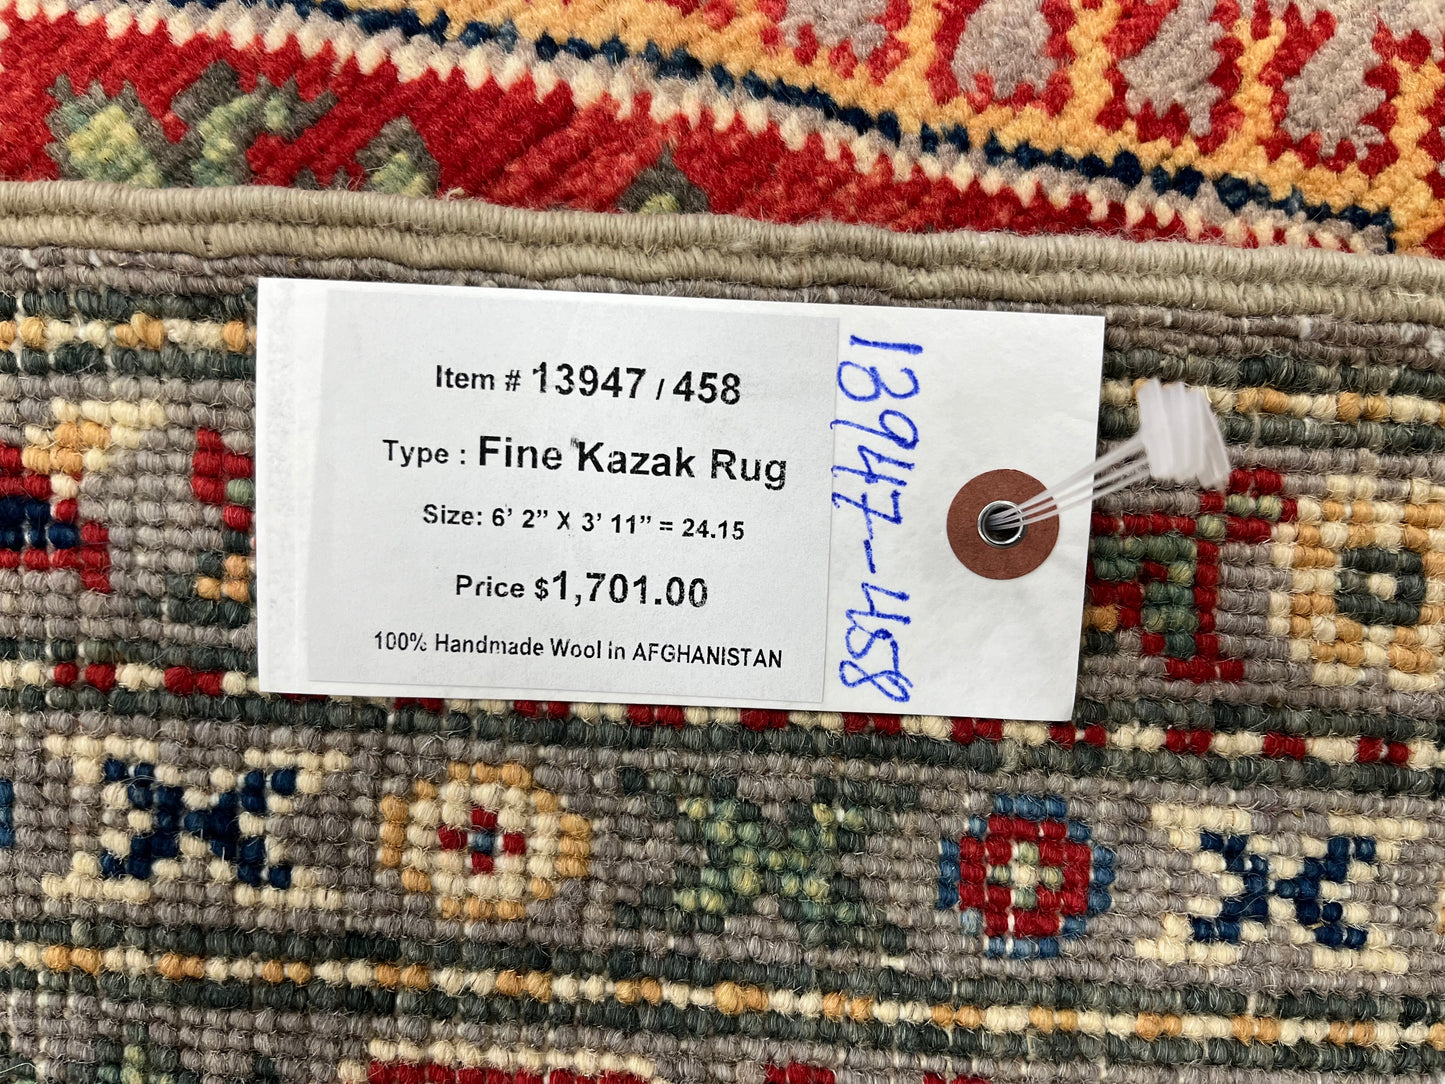 Item # 13947 / 458
Type : Fine Kazak Rug
Size: 6’ 2” X 3’ 11” = 24.15
Price $1,701.00
100% Handmade Wool in AFGHANISTAN
13947-458